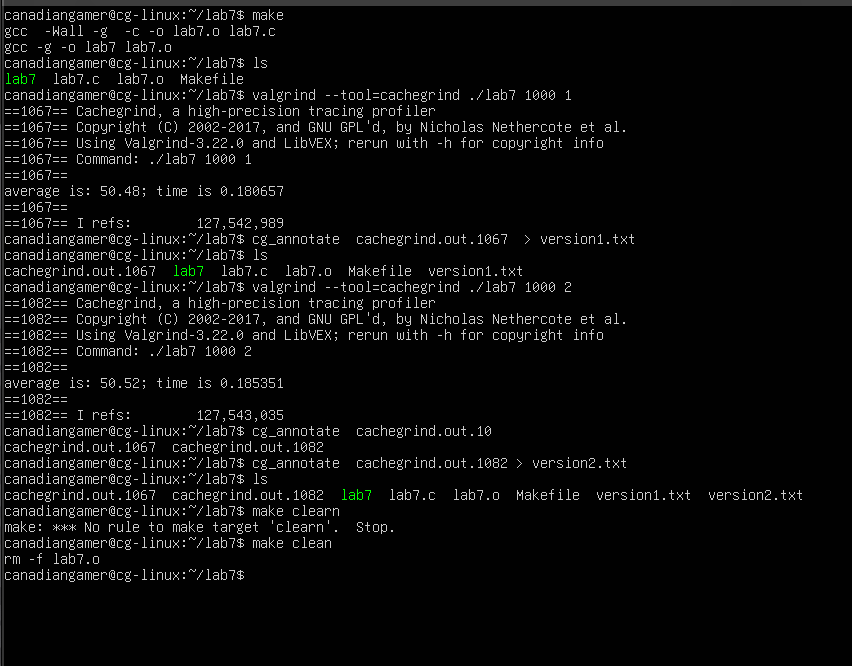 canadiangamer@cg-linux:~/lab7$ make
gcc  -Wall -g  -c -o lab7.o lab7.c
gcc -g -o lab7 lab7.o
canadiangamer@cg-linux:~/lab7$ ls
lab7  lab7.c  lab7.o  Makefile
canadiangamer@cg-linux:~/lab7$ valgrind --tool=cachegrind ./lab7 1000 1
==1067== Cachegrind, a high-precision tracing profiler
==1067== Copyright (C) 2002-2017, and GNU GPL'd, by Nicholas Nethercote et al.
==1067== Using Valgrind-3.22.0 and LibVEX; rerun with -h for copyright info
==1067== Command: ./lab7 1000 1
==1067==
average is: 50.48; time is 0.180657
==1067==
==1067== I refs:        127,542,989
canadiangamer@cg-linux:~/lab7$ cg_annotate  cachegrind.out.1067  > version1.txt
canadiangamer@cg-linux:~/lab7$ ls
cachegrind.out.1067  lab7  lab7.c  lab7.o  Makefile  version1.txt
canadiangamer@cg-linux:~/lab7$ valgrind --tool=cachegrind ./lab7 1000 2
==1082== Cachegrind, a high-precision tracing profiler
==1082== Copyright (C) 2002-2017, and GNU GPL'd, by Nicholas Nethercote et al.
==1082== Using Valgrind-3.22.0 and LibVEX; rerun with -h for copyright info
==1082== Command: ./lab7 1000 2
==1082==
average is: 50.52; time is 0.185351
==1082==
==1082== I refs:        127,543,035
canadiangamer@cg-linux:~/lab7$ cg_annotate  cachegrind.out.10
cachegrind.out.1067  cachegrind.out.1082
canadiangamer@cg-linux:~/lab7$ cg_annotate  cachegrind.out.1082 > version2.txt
canadiangamer@cg-linux:~/lab7$ ls
cachegrind.out.1067  cachegrind.out.1082  lab7  lab7.c  lab7.o  Makefile  version1.txt  version2.txt
canadiangamer@cg-linux:~/lab7$ make clearn
make: *** No rule to make target 'clearn'.  Stop.
canadiangamer@cg-linux:~/lab7$ make clean
rm -f lab7.o
canadiangamer@cg-linux:~/lab7$